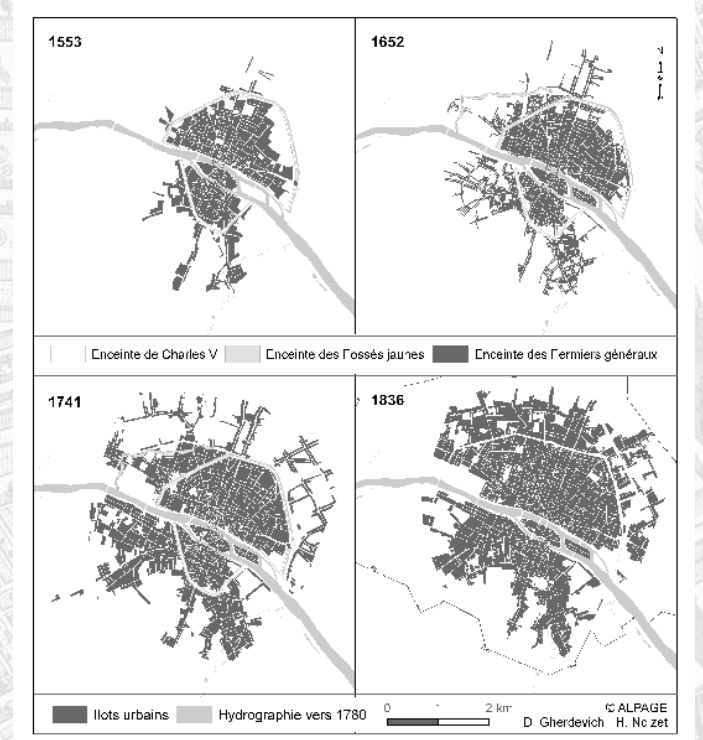 1553
1652
Enceinte de Charles V
Enceinte des Fossés jaunes
Enceinte des Fermiers généraux
1741
1836
Ilots urbains
Hydrographie vers 1780
0
2 km
© ALPAGE
D Gherdevich H. Noizet